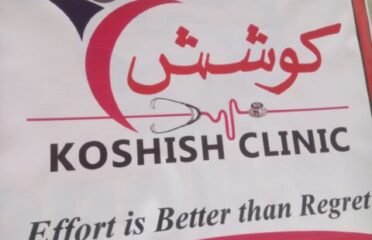 کوشش
KOSHISH CLINIC
Effort is Better than Regret